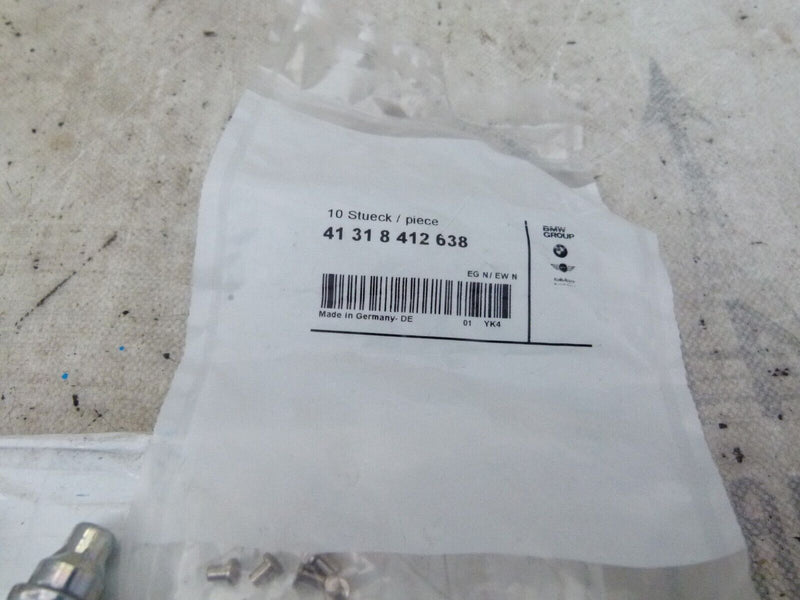 10 Stueck / piece
41 31 8 412 638
EG N/ EW N
Made in Germany- DE
01 YK4
BMW
GROUP